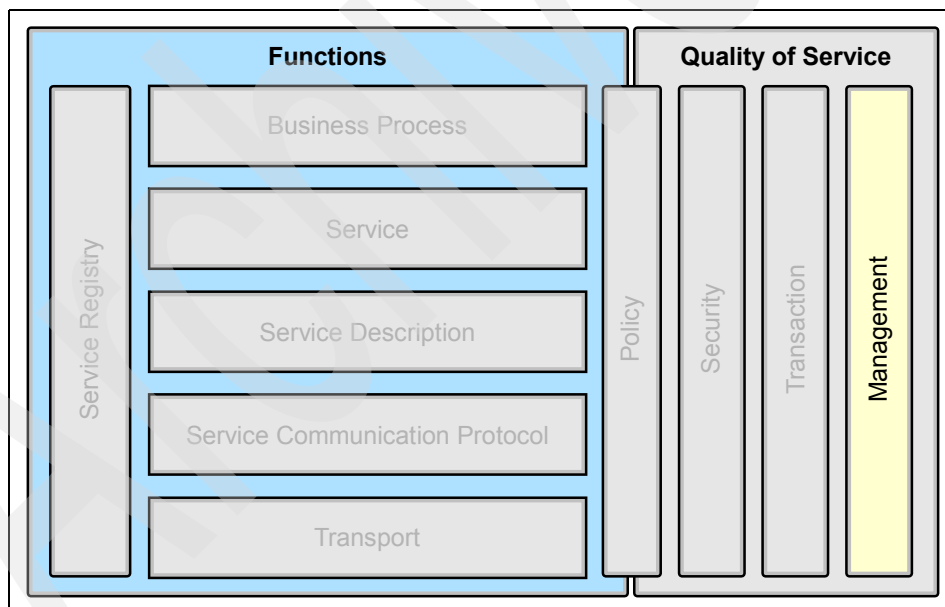 Functions
Quality of Service
Service Registry
Business Process
Service
Service Description
Service Communication Protocol
Transport
Policy
Security
Transaction
Management